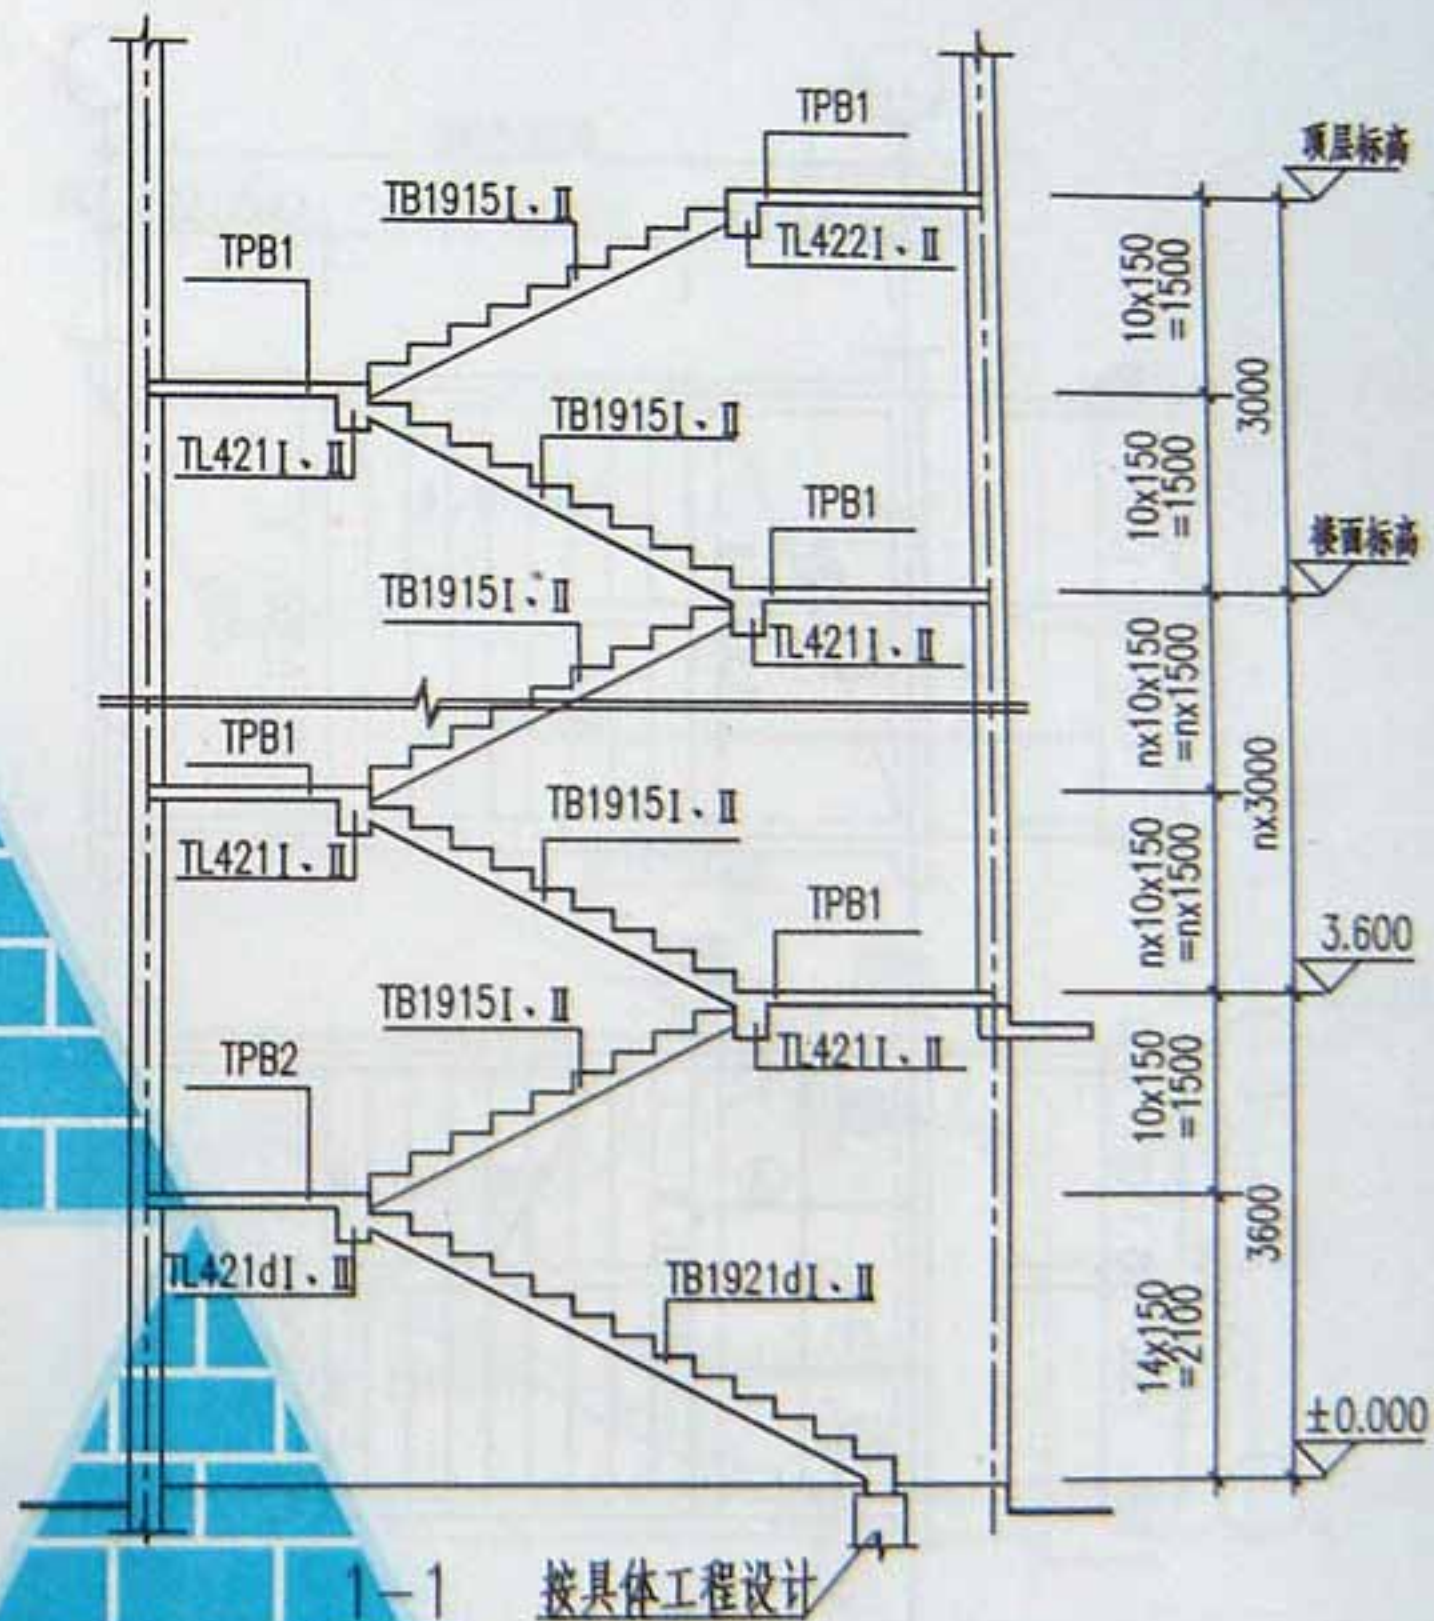 TPB1
顶层标高
TB1915Ⅰ、Ⅱ
TPB1
TL422Ⅰ、Ⅱ
10x150
=1500
3000
TB1915Ⅰ、Ⅱ
TL421Ⅰ、Ⅱ
10x150
=1500
TPB1
楼面标高
TB1915Ⅰ、Ⅱ
TL421Ⅰ、Ⅱ
nx10x150
=nx1500
TPB1
nx3000
TB1915Ⅰ、Ⅱ
TL421Ⅰ、Ⅱ
nx10x150
=nx1500
TPB1
3.600
TB1915Ⅰ、Ⅱ
TPB2
TL421Ⅰ、Ⅱ
10x150
=1500
3600
TL421dⅠ、Ⅱ
TB1921dⅠ、Ⅱ
14x150
=2100
±0.000
1-1
按具体工程设计